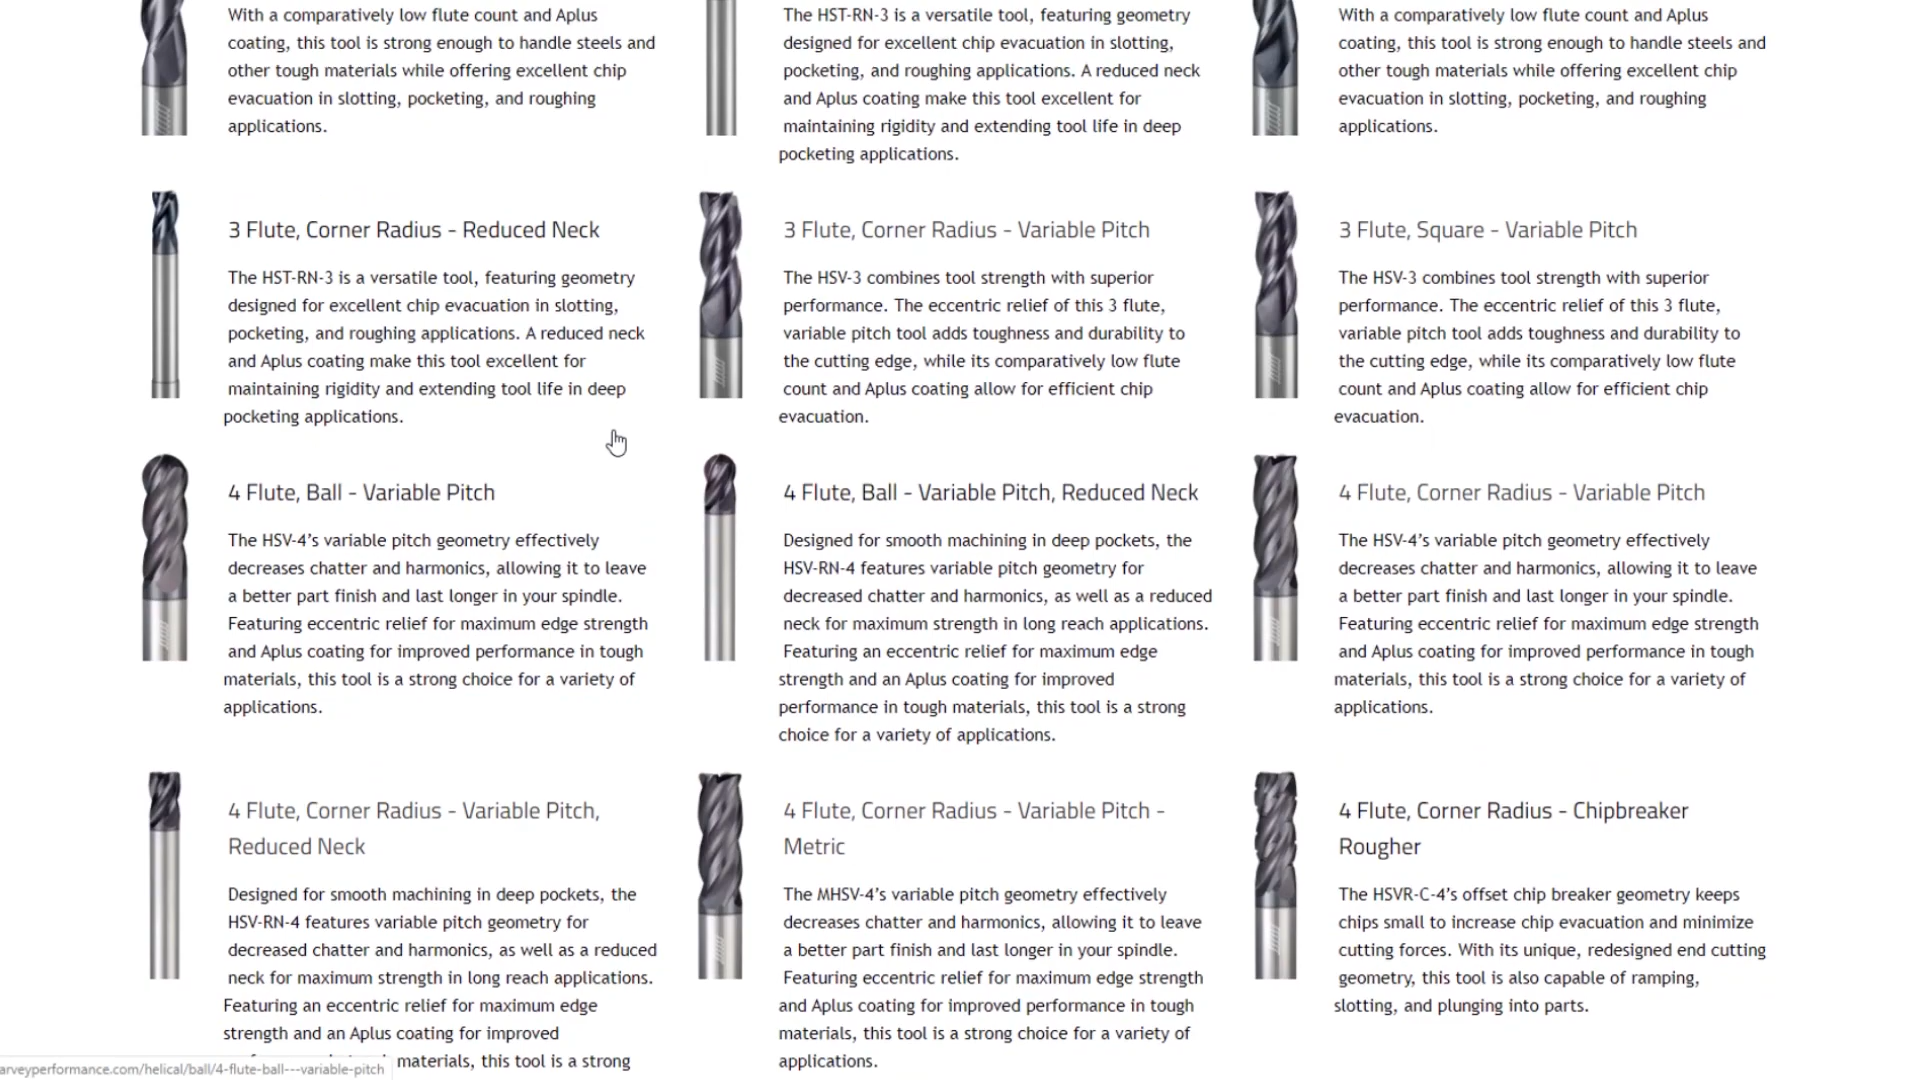 With a comparatively low flute count and Aplus
coating, this tool is strong enough to handle steels and
other tough materials while offering excellent chip
evacuation in slotting, pocketing, and roughing
applications.
The HST-RN-3 is a versatile tool, featuring geometry
designed for excellent chip evacuation in slotting,
pocketing, and roughing applications. A reduced neck
and Aplus coating make this tool excellent for
maintaining rigidity and extending tool life in deep
pocketing applications.
With a comparatively low flute count and Aplus
coating, this tool is strong enough to handle steels and
other tough materials while offering excellent chip
evacuation in slotting, pocketing, and roughing
applications.
3 Flute, Corner Radius - Reduced Neck
The HST-RN-3 is a versatile tool, featuring geometry
designed for excellent chip evacuation in slotting,
pocketing, and roughing applications. A reduced neck
and Aplus coating make this tool excellent for
maintaining rigidity and extending tool life in deep
pocketing applications.
3 Flute, Corner Radius - Variable Pitch
The HSV-3 combines tool strength with superior
performance. The eccentric relief of this 3 flute,
variable pitch tool adds toughness and durability to
the cutting edge, while its comparatively low flute
count and Aplus coating allow for efficient chip
evacuation.
3 Flute, Square - Variable Pitch
The HSV-3 combines tool strength with superior
performance. The eccentric relief of this 3 flute,
variable pitch tool adds toughness and durability to
the cutting edge, while its comparatively low flute
count and Aplus coating allow for efficient chip
evacuation.
4 Flute, Ball - Variable Pitch
The HSV-4's variable pitch geometry effectively
decreases chatter and harmonics, allowing it to leave
a better part finish and last longer in your spindle.
Featuring eccentric relief for maximum edge strength
and Aplus coating for improved performance in tough
materials, this tool is a strong choice for a variety of
applications.
4 Flute, Ball - Variable Pitch, Reduced Neck
Designed for smooth machining in deep pockets, the
HSV-RN-4 features variable pitch geometry for
decreased chatter and harmonics, as well as a reduced
neck for maximum strength in long reach applications.
Featuring an eccentric relief for maximum edge
strength and an Aplus coating for improved
performance in tough materials, this tool is a strong
choice for a variety of applications.
4 Flute, Corner Radius - Variable Pitch
The HSV-4's variable pitch geometry effectively
decreases chatter and harmonics, allowing it to leave
a better part finish and last longer in your spindle.
Featuring eccentric relief for maximum edge strength
and Aplus coating for improved performance in tough
materials, this tool is a strong choice for a variety of
applications.
4 Flute, Corner Radius - Variable Pitch,
Reduced Neck
Designed for smooth machining in deep pockets, the
HSV-RN-4 features variable pitch geometry for
decreased chatter and harmonics, as well as a reduced
neck for maximum strength in long reach applications.
Featuring an eccentric relief for maximum edge
strength and an Aplus coating for improved
materials, this tool is a strong
4 Flute, Corner Radius - Variable Pitch -
Metric
The MHSV-4's variable pitch geometry effectively
decreases chatter and harmonics, allowing it to leave
a better part finish and last longer in your spindle.
Featuring eccentric relief for maximum edge strength
and Aplus coating for improved performance in tough
materials, this tool is a strong choice for a variety of
applications.
4 Flute, Corner Radius - Chipbreaker
Rougher
The HSVR-C-4's offset chip breaker geometry keeps
chips small to increase chip evacuation and minimize
cutting forces. With its unique, redesigned end cutting
geometry, this tool is also capable of ramping,
slotting, and plunging into parts.
arveyperformance.com/helical/ball/4-flute-ball---variable-pitch